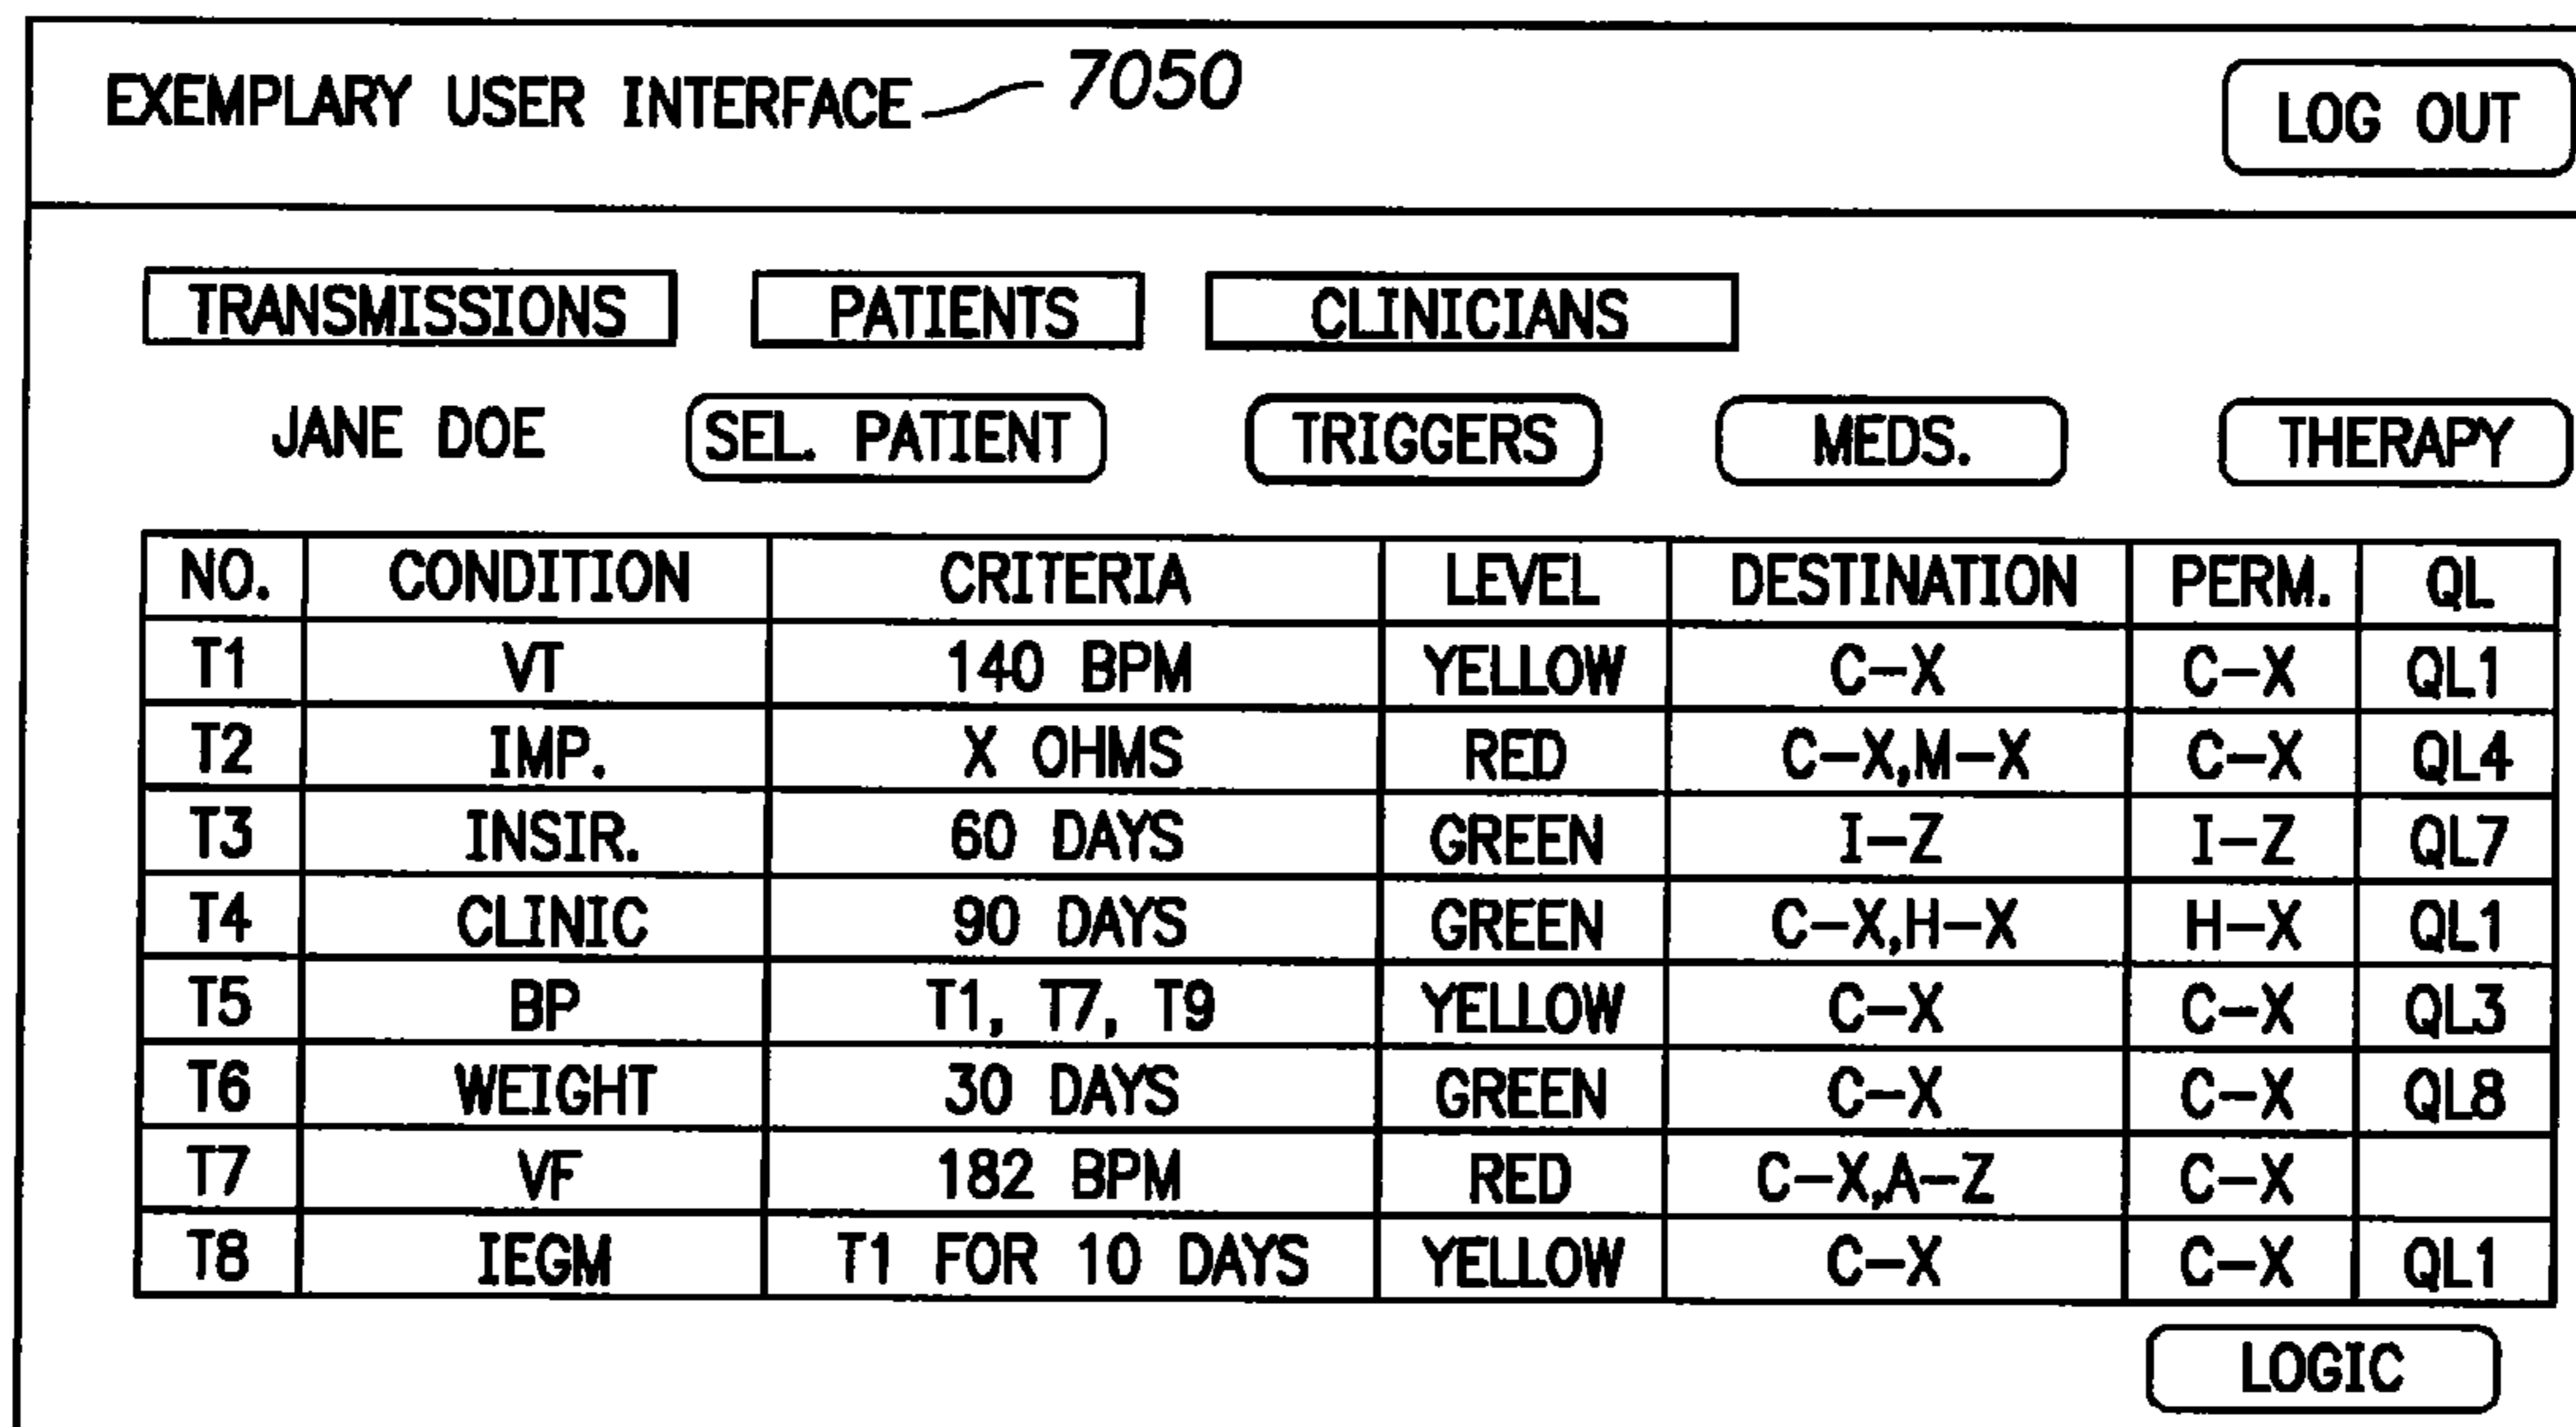 EXEMPLARY USER INTERFACE 7050 LOG OUT
TRANSMISSIONS PATIENTS CLINICIANS
JANE DOE SEL. PATIENT TRIGGERS MEDS. THERAPY
NO. CONDITION CRITERIA LEVEL DESTINATION PERM. QL
T1 VT 140 BPM YELLOW C-X C-X QL1
T2 IMP. X OHMS RED C-X,M-X C-X QL4
T3 INSIR. 60 DAYS GREEN I-Z I-Z QL7
T4 CLINIC 90 DAYS GREEN C-X,H-X H-X QL1
T5 BP T1, T7, T9 YELLOW C-X C-X QL3
T6 WEIGHT 30 DAYS GREEN C-X C-X QL8
T7 VF 182 BPM RED C-X,A-Z C-X
T8 IEGM T1 FOR 10 DAYS YELLOW C-X C-X QL1
LOGIC